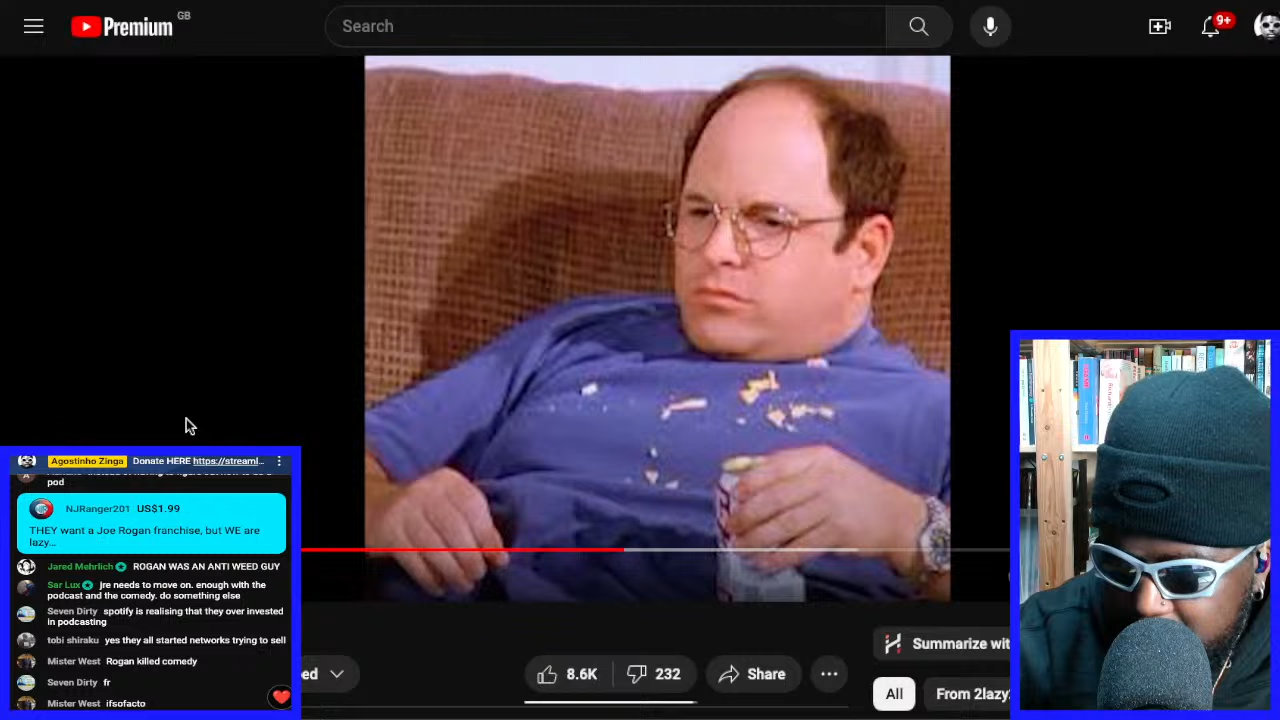 Premium GB
Search
9+
Agostinho Zinga Donate HERE https://streaml...
pod
NJRanger201 US$1.99
THEY want a Joe Rogan franchise, but WE are
lazy...
Jared Mehrlich ROGAN WAS AN ANTI WEED GUY
Sar Lux jre needs to move on. enough with the
podcast and the comedy. do something else
Seven Dirty spotify is realising that they over invested
in podcasting
tobi shiraku yes they all started networks trying to sell
Mister West Rogan killed comedy
Seven Dirty fr
Mister West ifsofacto
ed
8.6K
232
Share
Summarize wit
All
From 2lazy